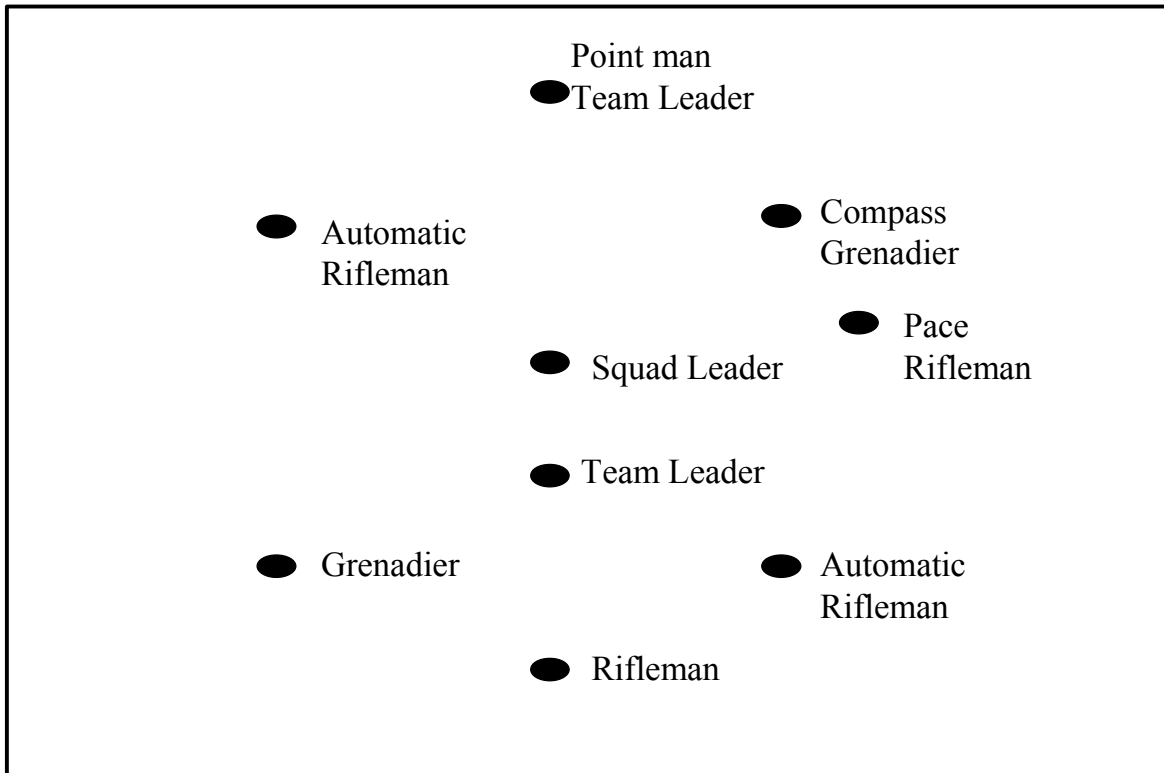 Point man
Team Leader
Automatic
Rifleman
Compass
Grenadier
Pace
Rifleman
Squad Leader
Team Leader
Grenadier
Automatic
Rifleman
Rifleman